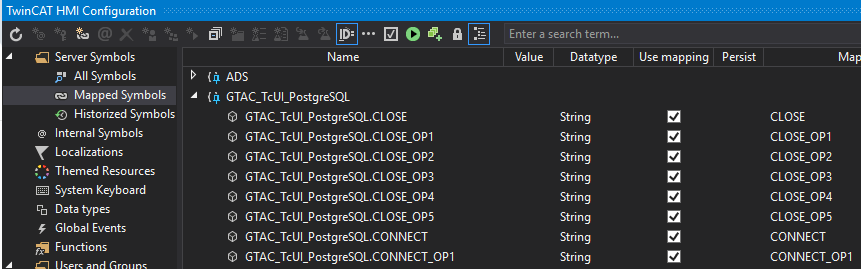 TwinCAT HMI Configuration
ID= Enter a search term...
Server Symbols
All Symbols
Mapped Symbols
Historized Symbols
Internal Symbols
Localizations
Themed Resources
System Keyboard
Data types
Global Events
Functions
Users and Groups
Name Value Datatype Use mapping Persist Map
ADS
GTAC_TcUI_PostgreSQL
GTAC_TcUI_PostgreSQL.CLOSE String CLOSE
GTAC_TcUI_PostgreSQL.CLOSE_OP1 String CLOSE_OP1
GTAC_TcUI_PostgreSQL.CLOSE_OP2 String CLOSE_OP2
GTAC_TcUI_PostgreSQL.CLOSE_OP3 String CLOSE_OP3
GTAC_TcUI_PostgreSQL.CLOSE_OP4 String CLOSE_OP4
GTAC_TcUI_PostgreSQL.CLOSE_OP5 String CLOSE_OP5
GTAC_TcUI_PostgreSQL.CONNECT String CONNECT
GTAC_TcUI_PostgreSQL.CONNECT_OP1 String CONNECT_OP1